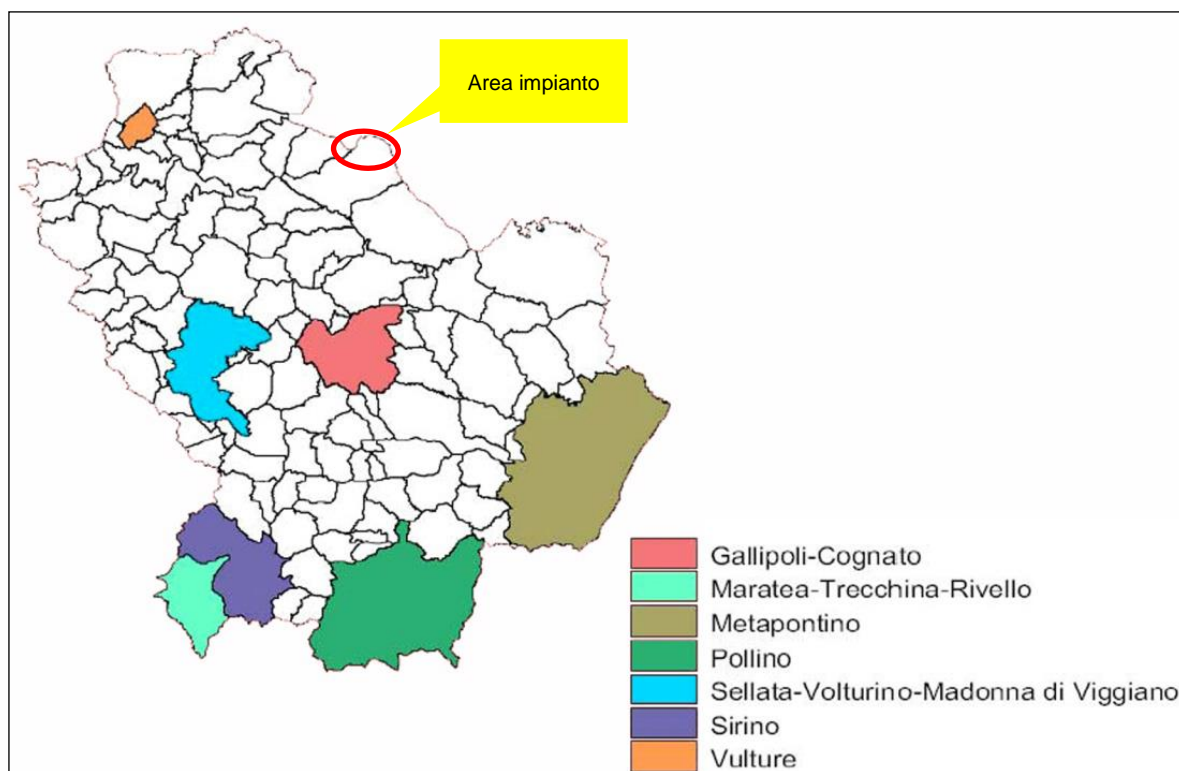 Area impianto
Gallipoli-Cognato
Maratea-Trecchina-Rivello
Metapontino
Pollino
Sellata-Volturino-Madonna di Viggiano
Sirino
Vulture